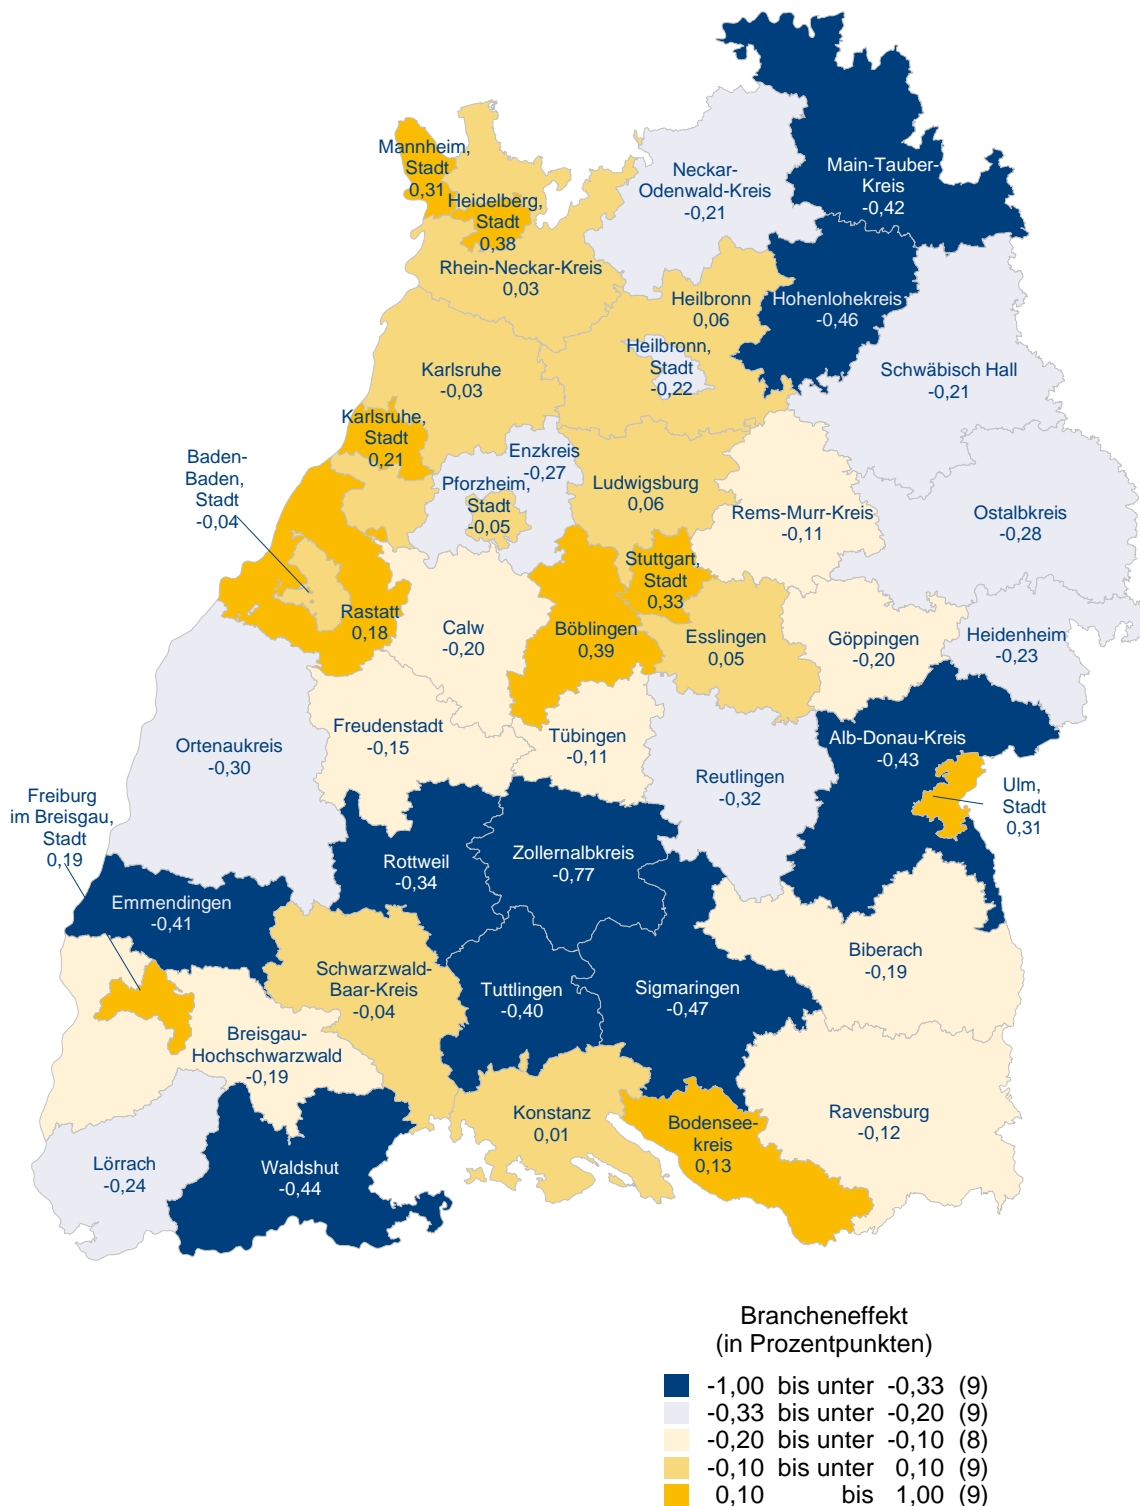 Mannheim,
Stadt
0,31
Heidelberg,
Stadt
0,38
Rhein-Neckar-Kreis
0,03
Neckar-
Odenwald-Kreis
-0,21
Main-Tauber-
Kreis
-0,42
Hohenlohekreis
-0,46
Heilbronn
0,06
Heilbronn,
Stadt
-0,22
Schwäbisch Hall
-0,21
Karlsruhe
-0,03
Karlsruhe,
Stadt
0,21
Baden-
Baden,
Stadt
-0,04
Enzkreis
-0,27
Pforzheim,
Stadt
-0,05
Ludwigsburg
0,06
Rems-Murr-Kreis
-0,11
Ostalbkreis
-0,28
Stuttgart,
Stadt
0,33
Rastatt
0,18
Calw
-0,20
Böblingen
0,39
Esslingen
0,05
Göppingen
-0,20
Heidenheim
-0,23
Ortenaukreis
-0,30
Freudenstadt
-0,15
Tübingen
-0,11
Reutlingen
-0,32
Alb-Donau-Kreis
-0,43
Ulm,
Stadt
0,31
Freiburg
im Breisgau,
Stadt
0,19
Rottweil
-0,34
Zollernalbkreis
-0,77
Emmendingen
-0,41
Schwarzwald-
Baar-Kreis
-0,04
Tuttlingen
-0,40
Sigmaringen
-0,47
Biberach
-0,19
Breisgau-
Hochschwarzwald
-0,19
Konstanz
0,01
Bodensee-
kreis
0,13
Ravensburg
-0,12
Lörrach
-0,24
Waldshut
-0,44
Brancheneffekt
(in Prozentpunkten)
-1,00 bis unter -0,33 (9)
-0,33 bis unter -0,20 (9)
-0,20 bis unter -0,10 (8)
-0,10 bis unter 0,10 (9)
0,10 bis 1,00 (9)